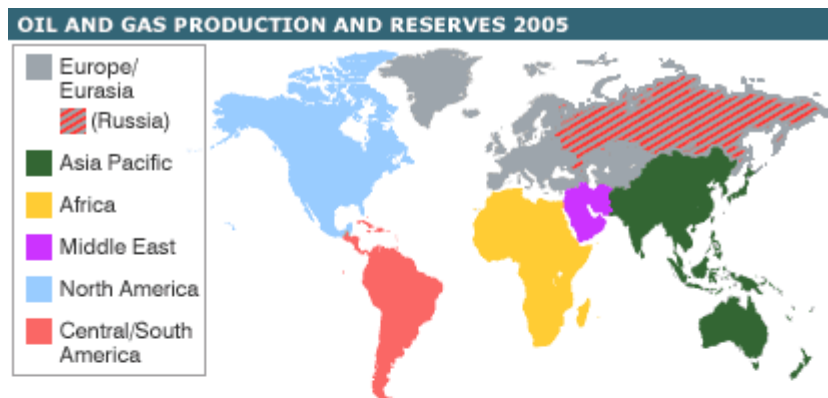 OIL AND GAS PRODUCTION AND RESERVES 2005
Europe/
Eurasia
(Russia)
Asia Pacific
Africa
Middle East
North America
Central/South
America